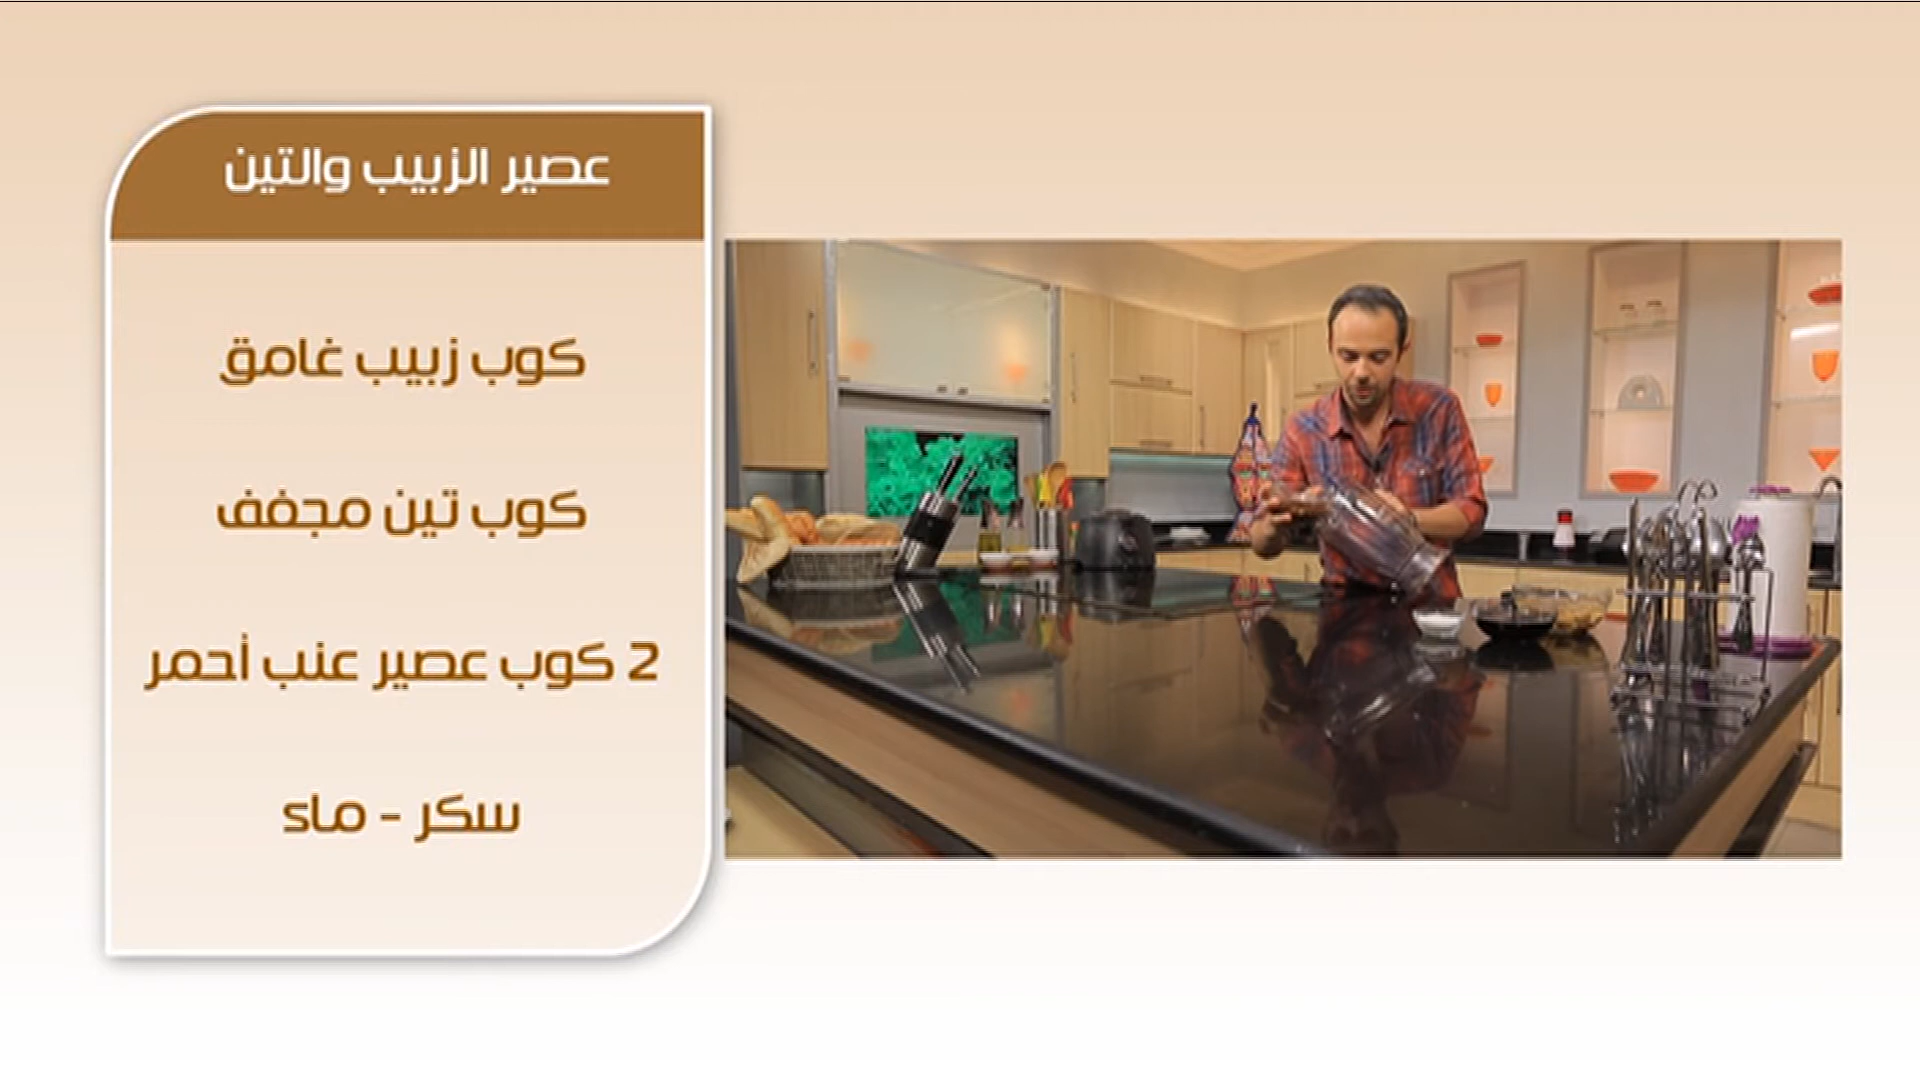 عصير الزبيب والتين
كوب زبيب غامق
كوب تين مجفف
2 كوب عصير عنب أحمر
سكر - ماء